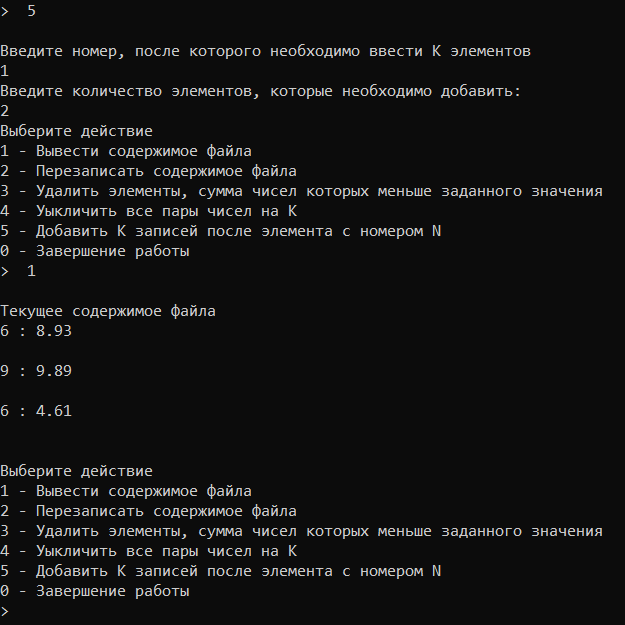 >  5
Введите номер, после которого необходимо ввести K элементов
1
Введите количество элементов, которые необходимо добавить:
2
Выберите действие
1 - Вывести содержимое файла
2 - Перезаписать содержимое файла
3 - Удалить элементы, сумма чисел которых меньше заданного значения
4 - Уыкличить все пары чисел на K
5 - Добавить K записей после элемента с номером N
0 - Завершение работы
>  1
Текущее содержимое файла
6 : 8.93
9 : 9.89
6 : 4.61
Выберите действие
1 - Вывести содержимое файла
2 - Перезаписать содержимое файла
3 - Удалить элементы, сумма чисел которых меньше заданного значения
4 - Уыкличить все пары чисел на K
5 - Добавить K записей после элемента с номером N
0 - Завершение работы
>